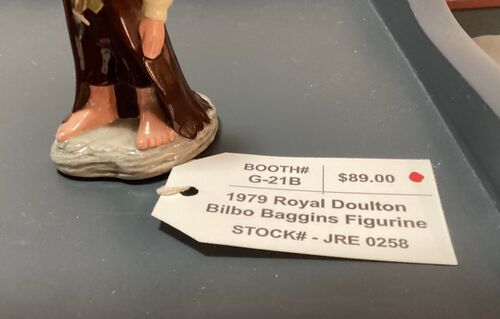 BOOTH#
G-21B
$89.00
1979 Royal Doulton
Bilbo Baggins Figurine
STOCK# - JRE 0258